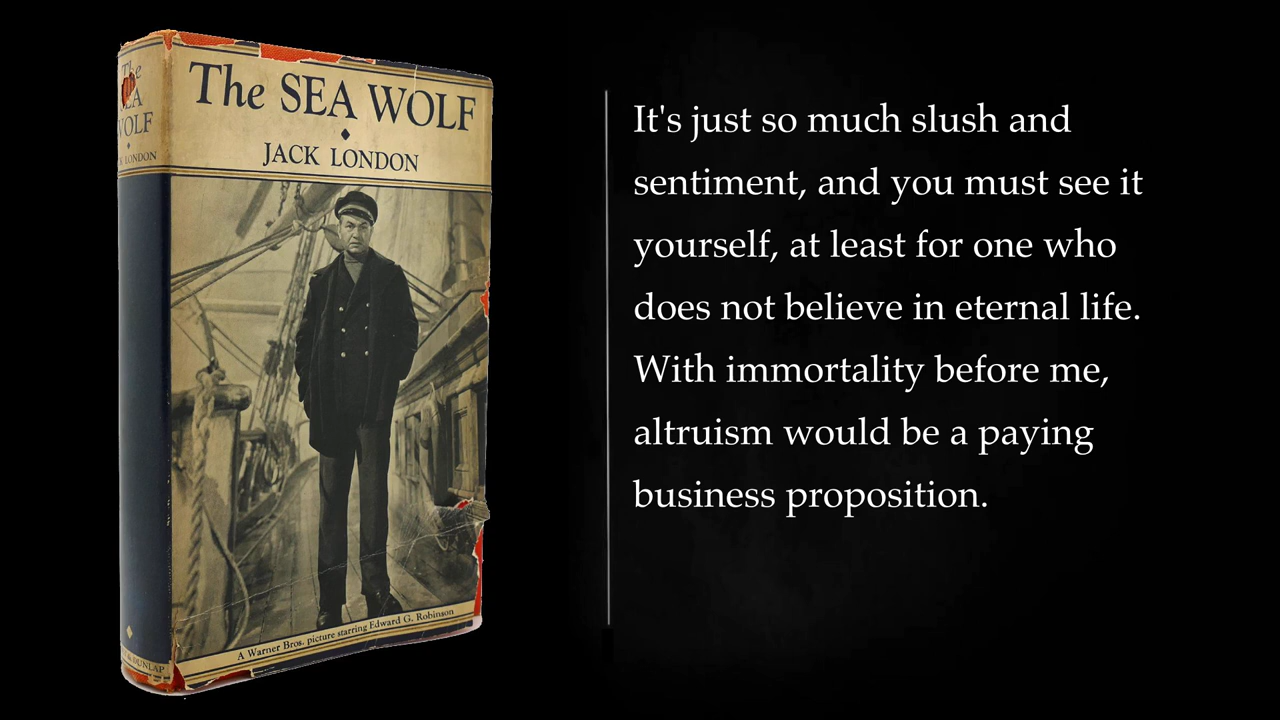 The SEA WOLF
JACK LONDON
The
WOLF
LONDON
A Warner Bros. picture starring Edward G. Robinson
DUNLAP
It's just so much slush and
sentiment, and you must see it
yourself, at least for one who
does not believe in eternal life.
With immortality before me,
altruism would be a paying
business proposition.